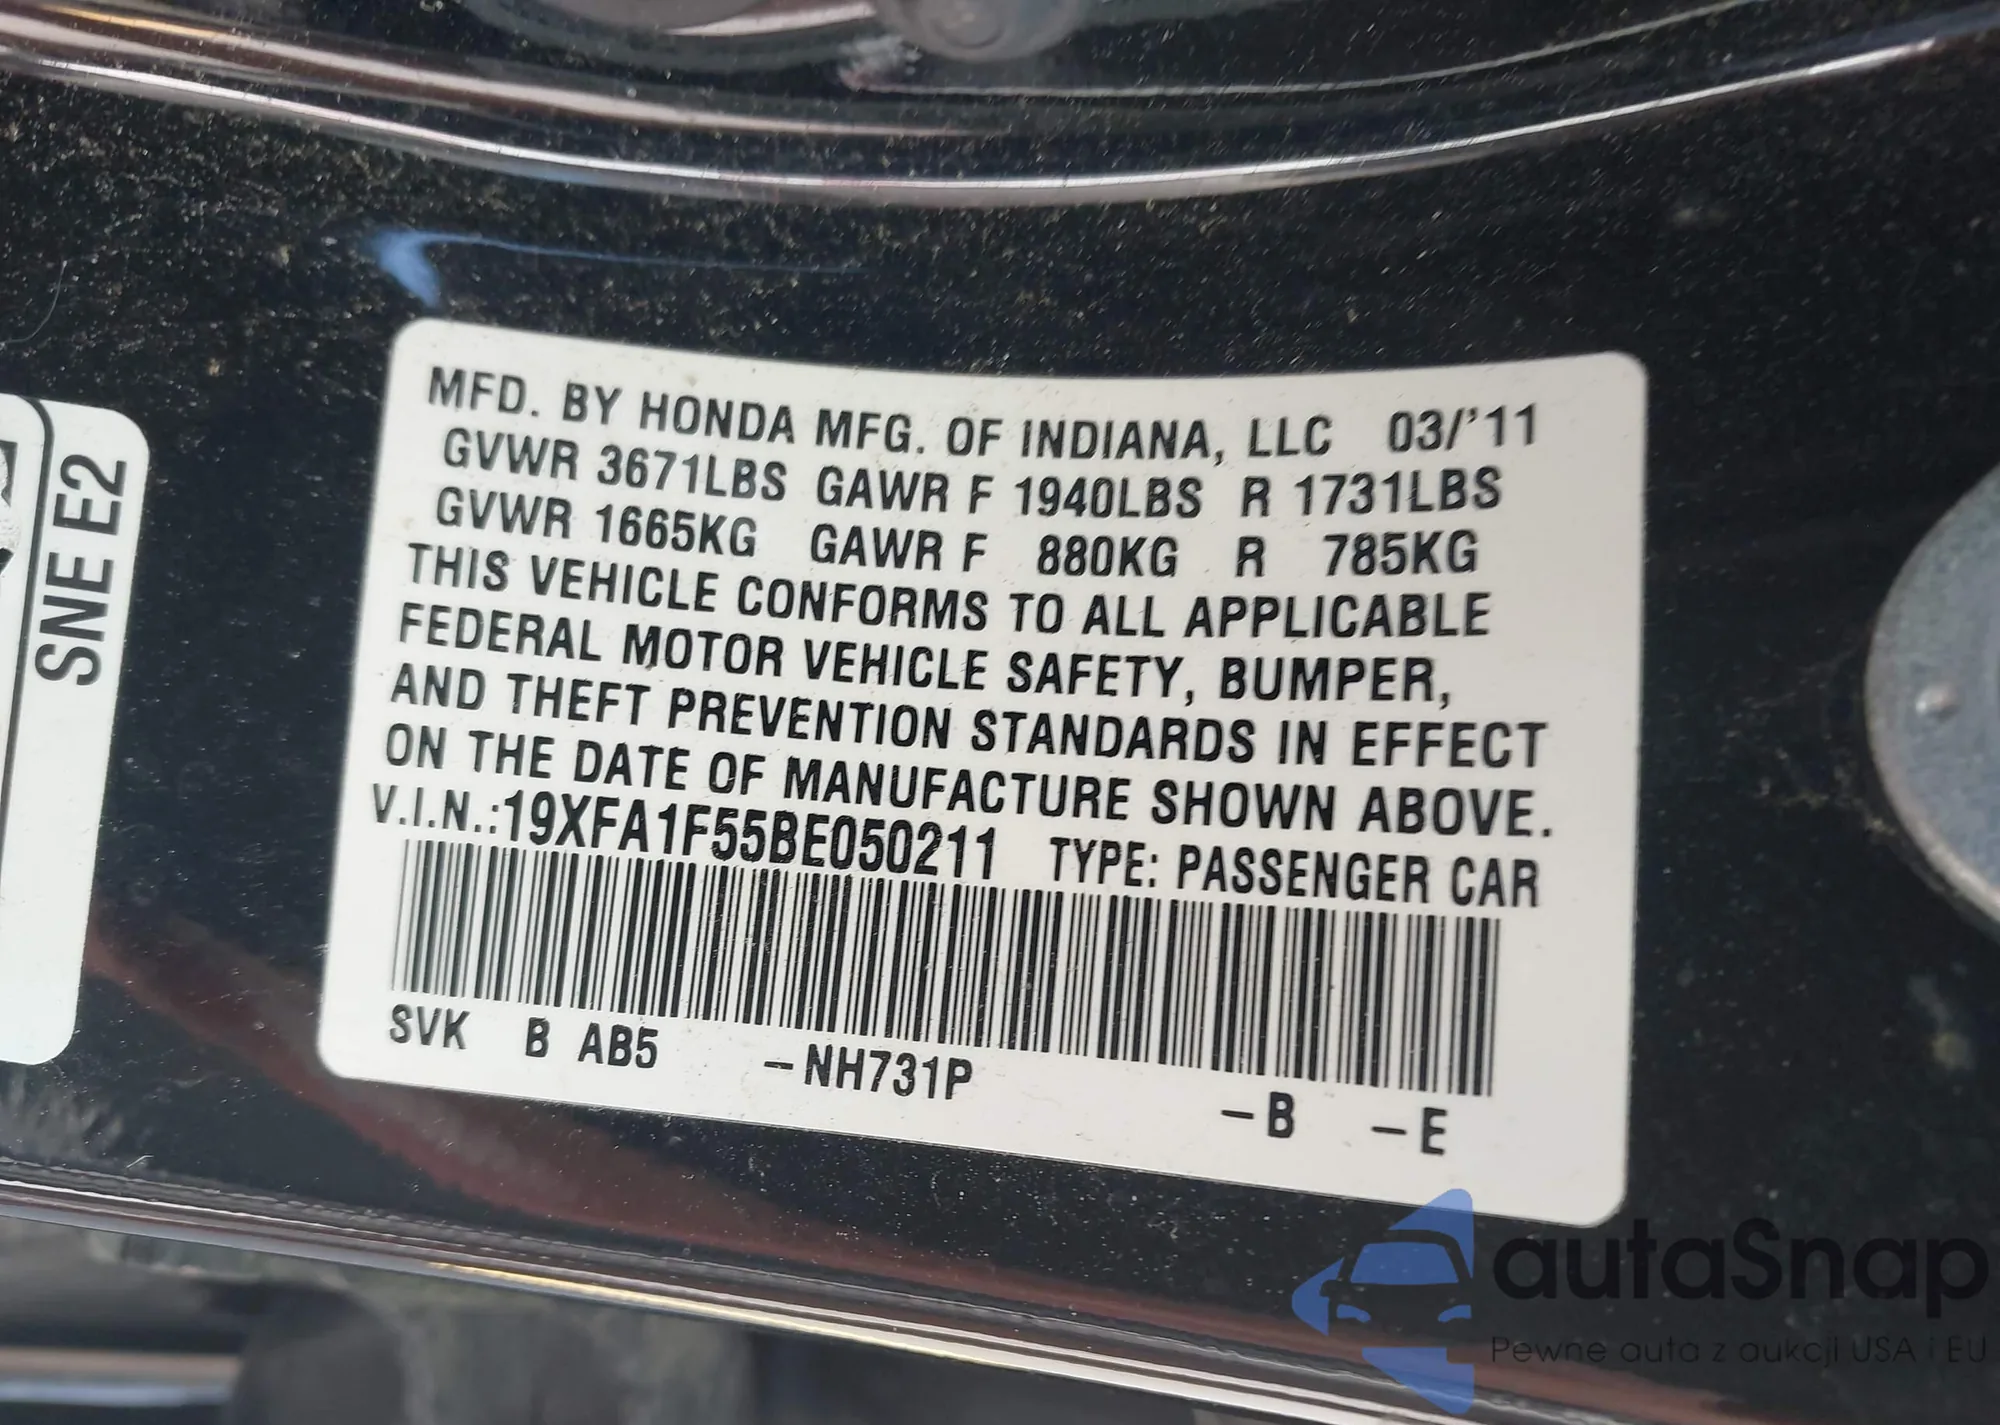 SNE E2
MFD. BY HONDA MFG. OF INDIANA, LLC 03/'11
GVWR 3671LBS GAWR F 1940LBS R 1731LBS
GVWR 1665KG GAWR F 880KG R 785KG
THIS VEHICLE CONFORMS TO ALL APPLICABLE
FEDERAL MOTOR VEHICLE SAFETY, BUMPER,
AND THEFT PREVENTION STANDARDS IN EFFECT
ON THE DATE OF MANUFACTURE SHOWN ABOVE.
V.I.N.:19XFA1F55BE050211 TYPE: PASSENGER CAR
SVK B AB5 -NH731P -B -E
autaSnap
Pewne auta z aukcji USA i EU